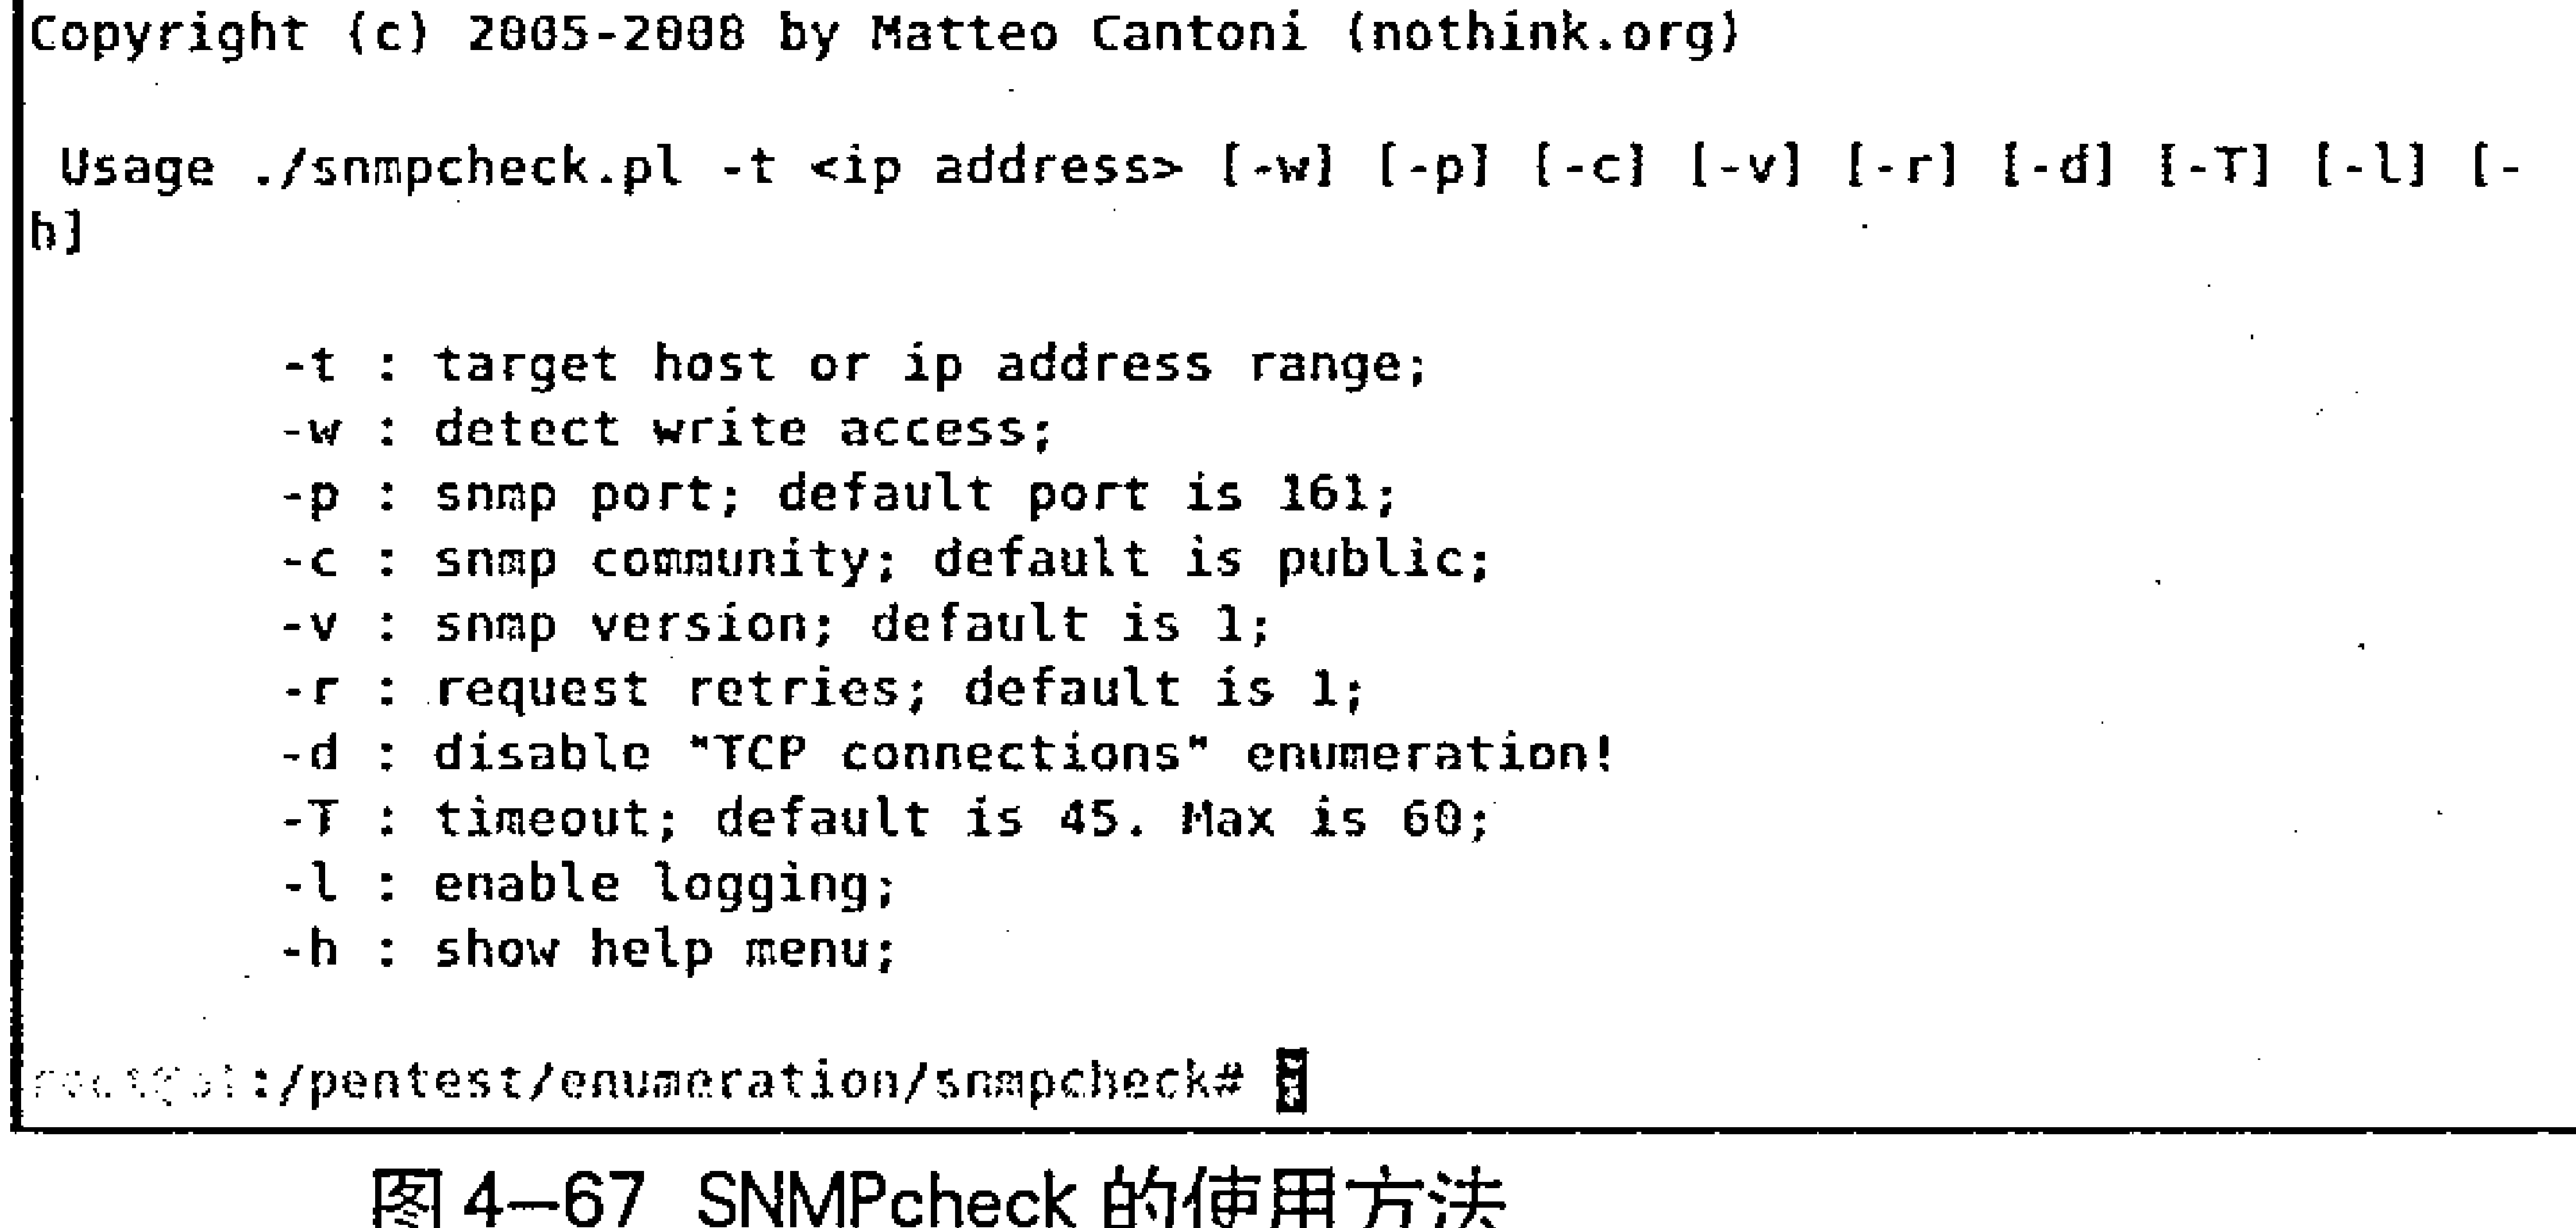 Copyright (c) 2005-2008 by Matteo Cantoni (nothink.org)
Usage ./snmpcheck.pl -t <ip address> [-w] [-p] [-c] [-v] [-r] [-d] [-T] [-l] [-
h]
-t : target host or ip address range;
-w : detect write access;
-p : snmp port; default port is 161;
-c : snmp community; default is public;
-v : snmp version; default is 1;
-r : request retries; default is 1;
-d : disable "TCP connections" enumeration!
-T : timeout; default is 45. Max is 60;
-l : enable logging;
-h : show help menu;
:/pentest/enumeration/snmpcheck#
图 4—67 SNMPcheck 的使用方法